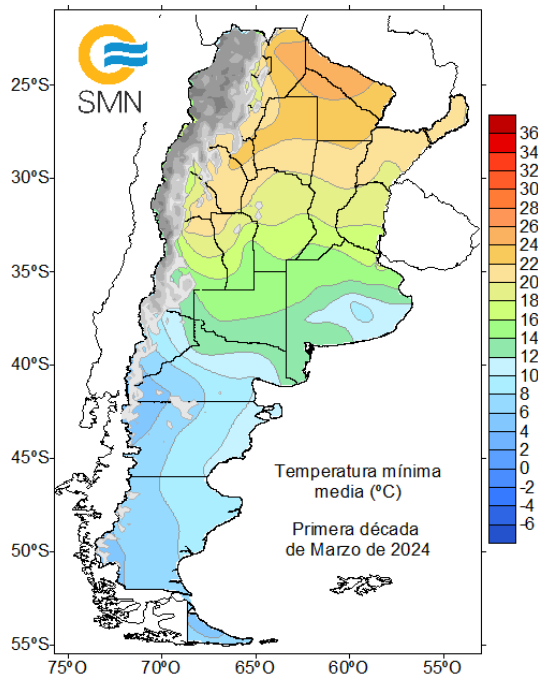 SMN
25°S
30°S
35°S
40°S
45°S
50°S
55°S
75°O
70°O
65°O
60°O
55°O
36
34
32
30
28
26
24
22
20
18
16
14
12
10
8
6
4
2
0
-2
-4
-6
Temperatura mínima
media (ºC)
Primera década
de Marzo de 2024